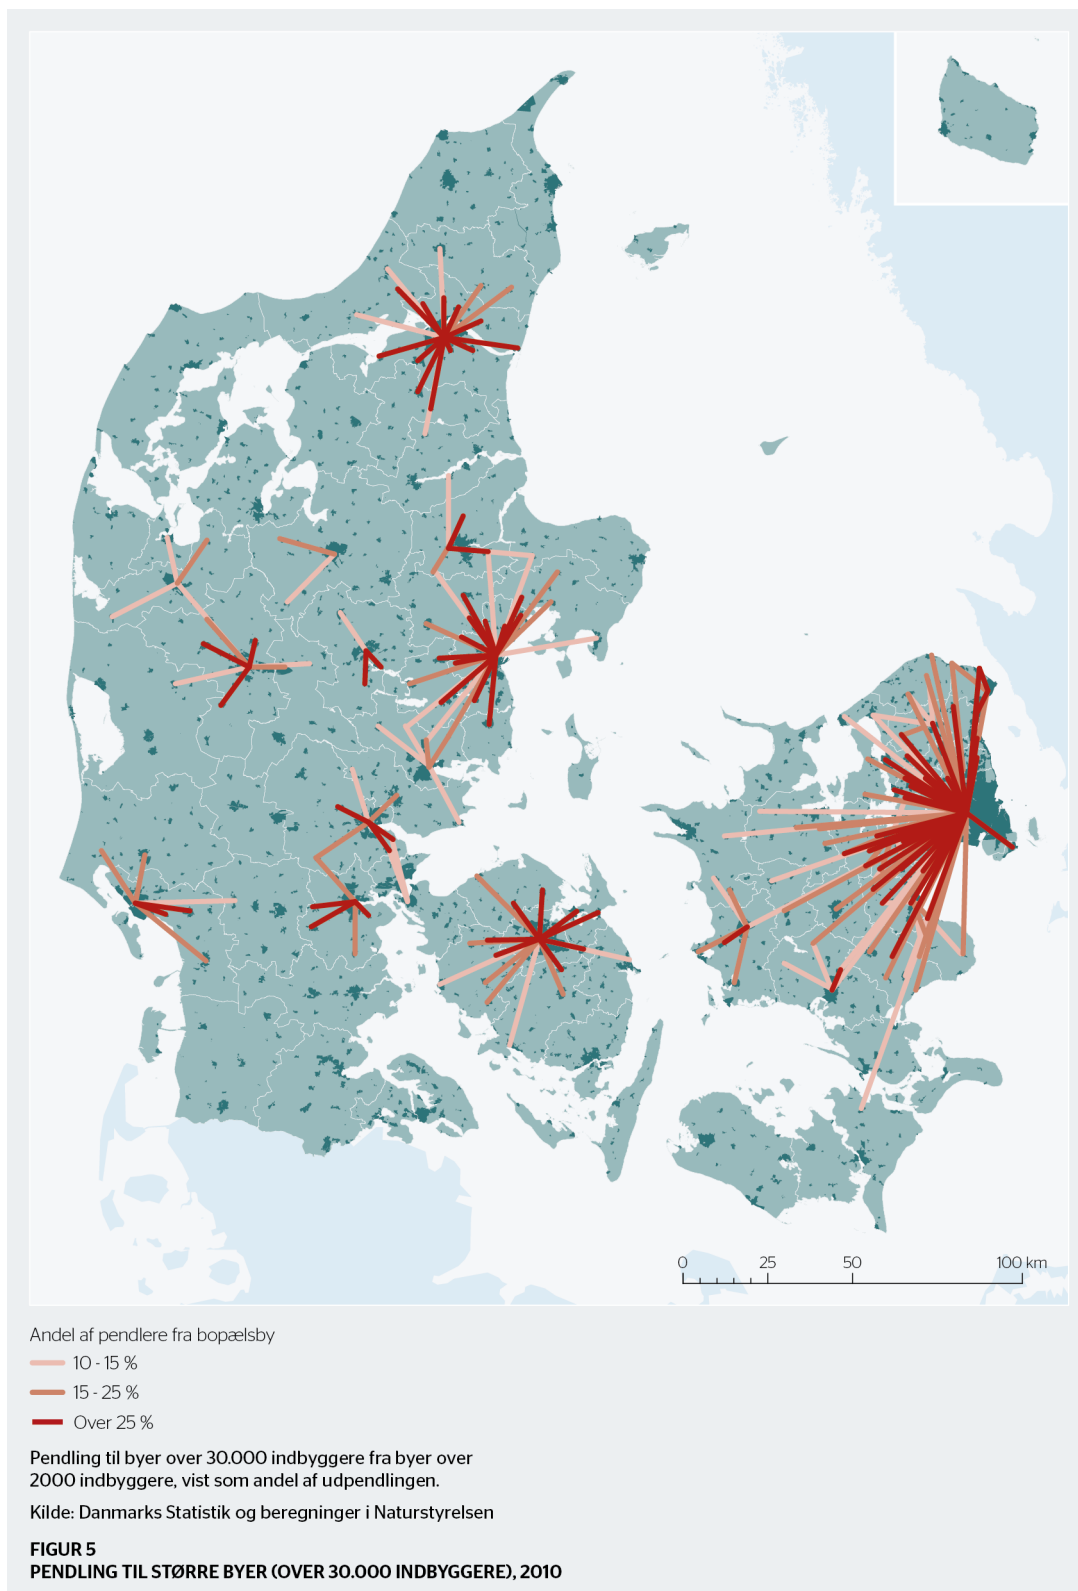 0 25 50 100 km
Andel af pendlere fra bopælsby
10 - 15 %
15 - 25 %
Over 25 %
Pendling til byer over 30.000 indbyggere fra byer over
2000 indbyggere, vist som andel af udpendlingen.
Kilde: Danmarks Statistik og beregninger i Naturstyrelsen
FIGUR 5
PENDLING TIL STØRRE BYER (OVER 30.000 INDBYGGERE), 2010